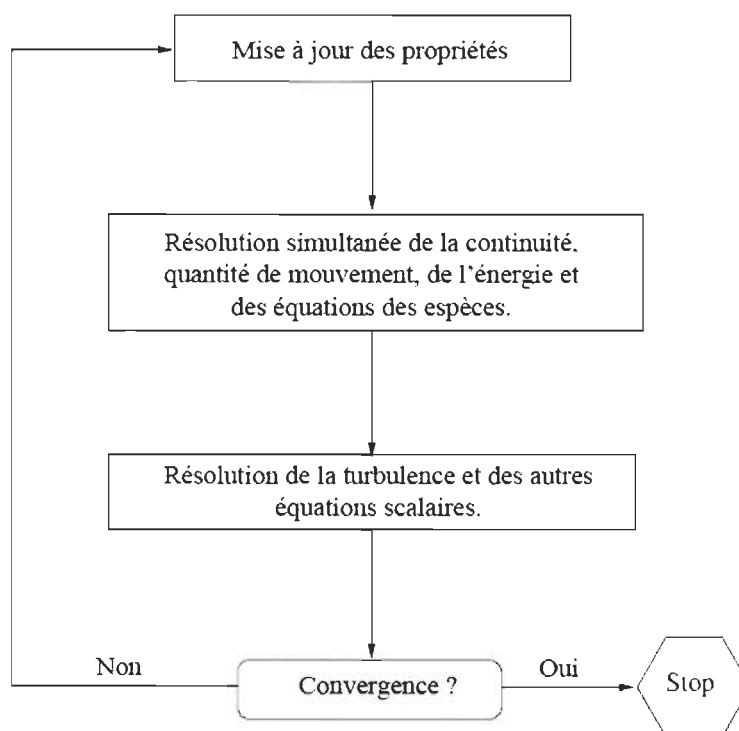 Mise à jour des propriétés
Résolution simultanée de la continuité,
quantité de mouvement, de l'énergie et
des équations des espèces.
Résolution de la turbulence et des autres
équations scalaires.
Non
Convergence ?
Oui
Stop